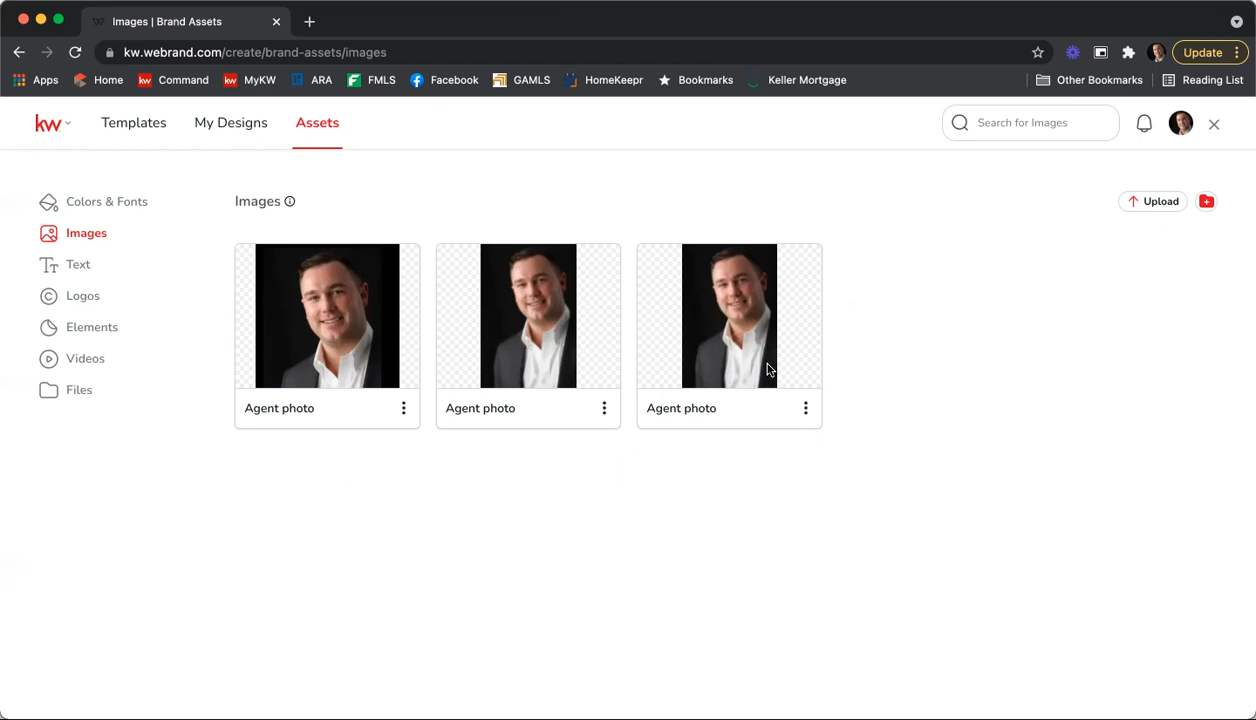 Images | Brand Assets
kw.webrand.com/create/brand-assets/images
Update
Apps Home kw Command kw MyKW ARA FMLS Facebook GAMLS HomeKeepr Bookmarks Keller Mortgage Other Bookmarks Reading List
kw Templates My Designs Assets Search for Images
Colors & Fonts
Images
Text
Logos
Elements
Videos
Files
Images Upload
Agent photo Agent photo Agent photo